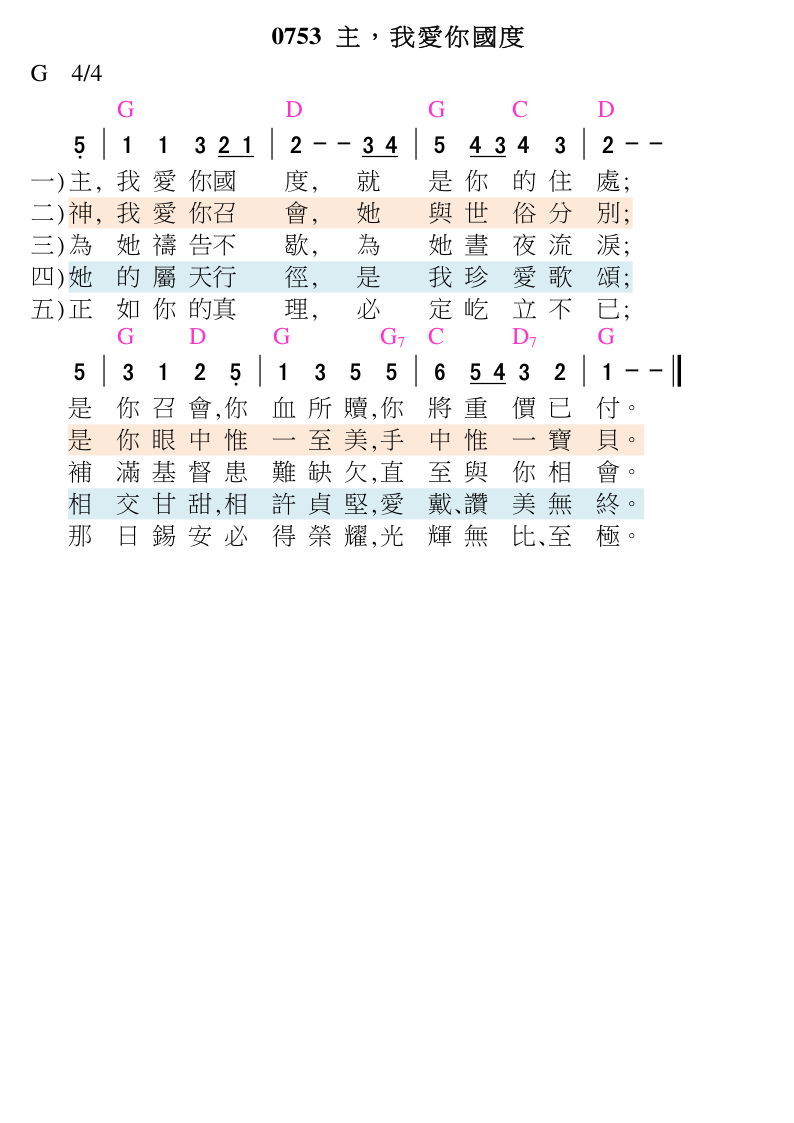 0753 主，我愛你國度
G 4/4
G D G C D
5̣ | 1 1 3 2 1 | 2 - - 3 4 | 5 4 3 4 3 | 2 - -
一)主, 我愛你國度, 就是你的住處;
二)神, 我愛你召會, 她與世俗分別;
三)為她禱告不歇, 為她晝夜流淚;
四)她的屬天行徑, 是我珍愛歌頌;
五)正如你的真理, 必定屹立不已;
G D G G7 C D7 G
5 | 3 1 2 5̣ | 1 3 5 5 | 6 5 4 3 2 | 1 - - ‖
是你召會,你血所贖,你將重價已付。
是你眼中惟一至美,手中惟一寶貝。
補滿基督患難缺欠,直至與你相會。
相交甘甜,相許貞堅,愛戴、讚美無終。
那日錫安必得榮耀,光輝無比、至極。